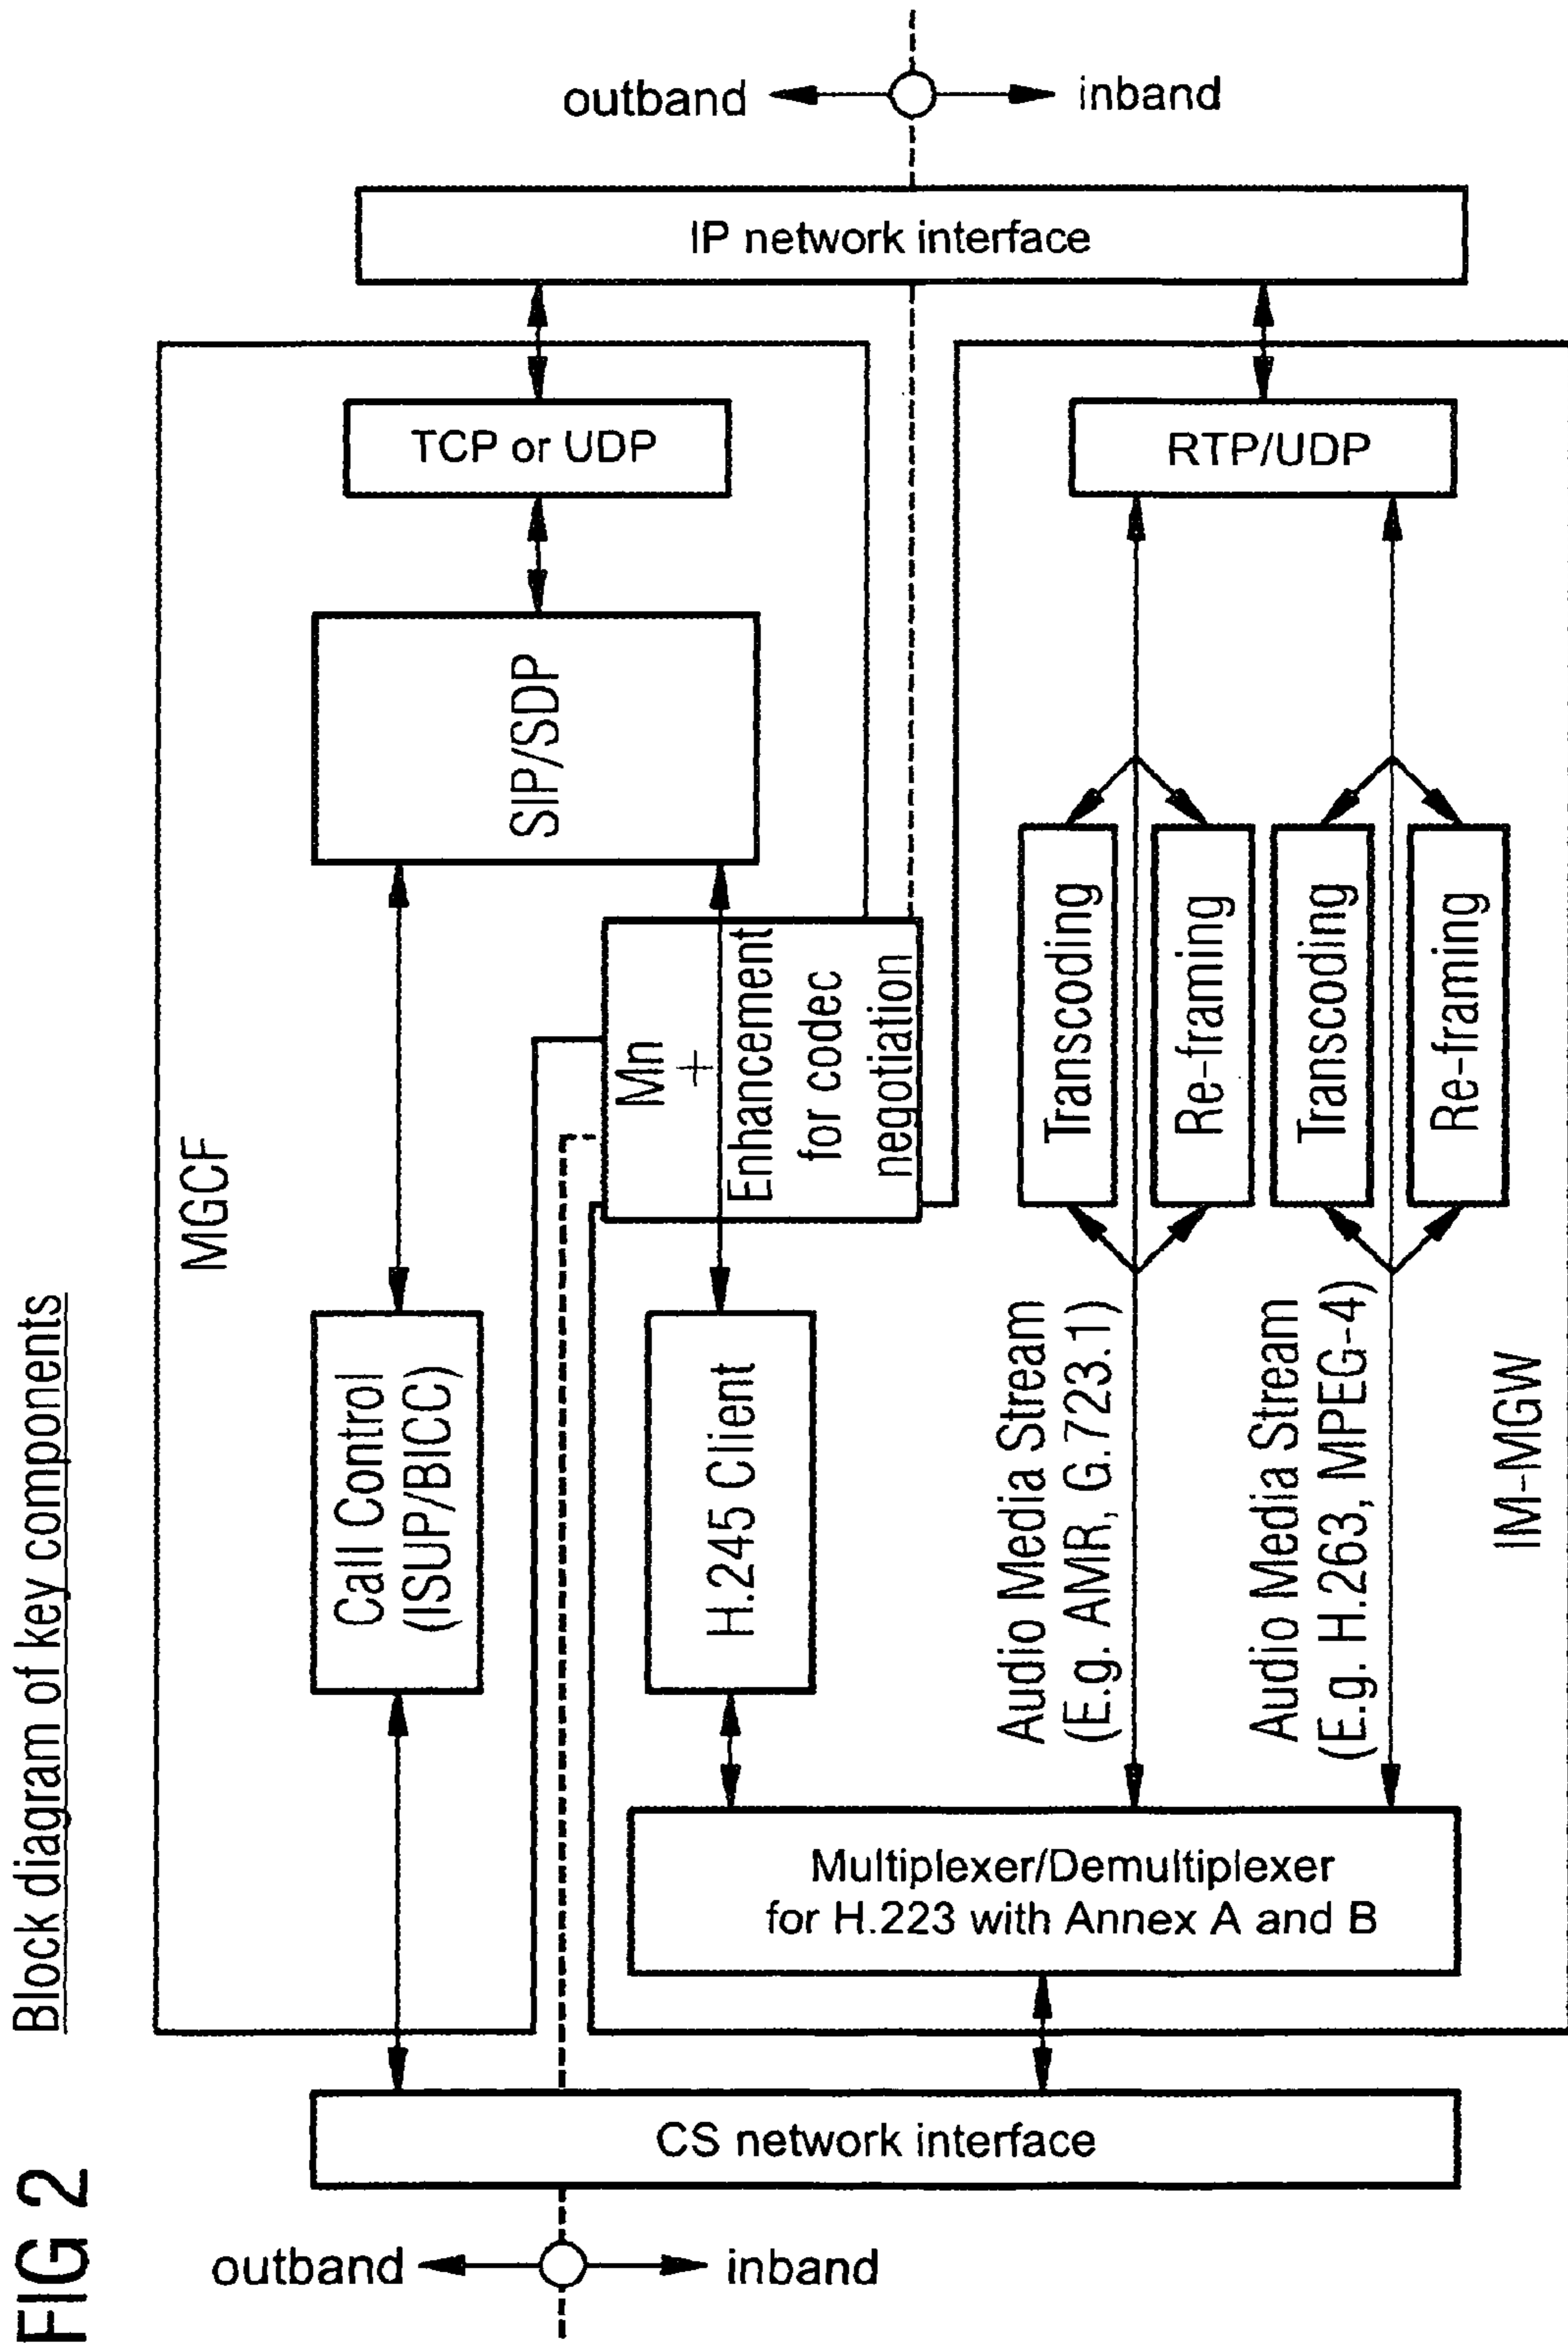 FIG 2
Block diagram of key components
outband
inband
IP network interface
MGCF
TCP or UDP
RTP/UDP
SIP/SDP
Mn
+
Enhancement
for codec
negotiation
Transcoding
Re-framing
Transcoding
Re-framing
Call Control
(ISUP/BICC)
H.245 Client
Audio Media Stream
(E.g. AMR, G.723.1)
Audio Media Stream
(E.g. H.263, MPEG-4)
IM-MGW
Multiplexer/Demultiplexer
for H.223 with Annex A and B
CS network interface
outband
inband